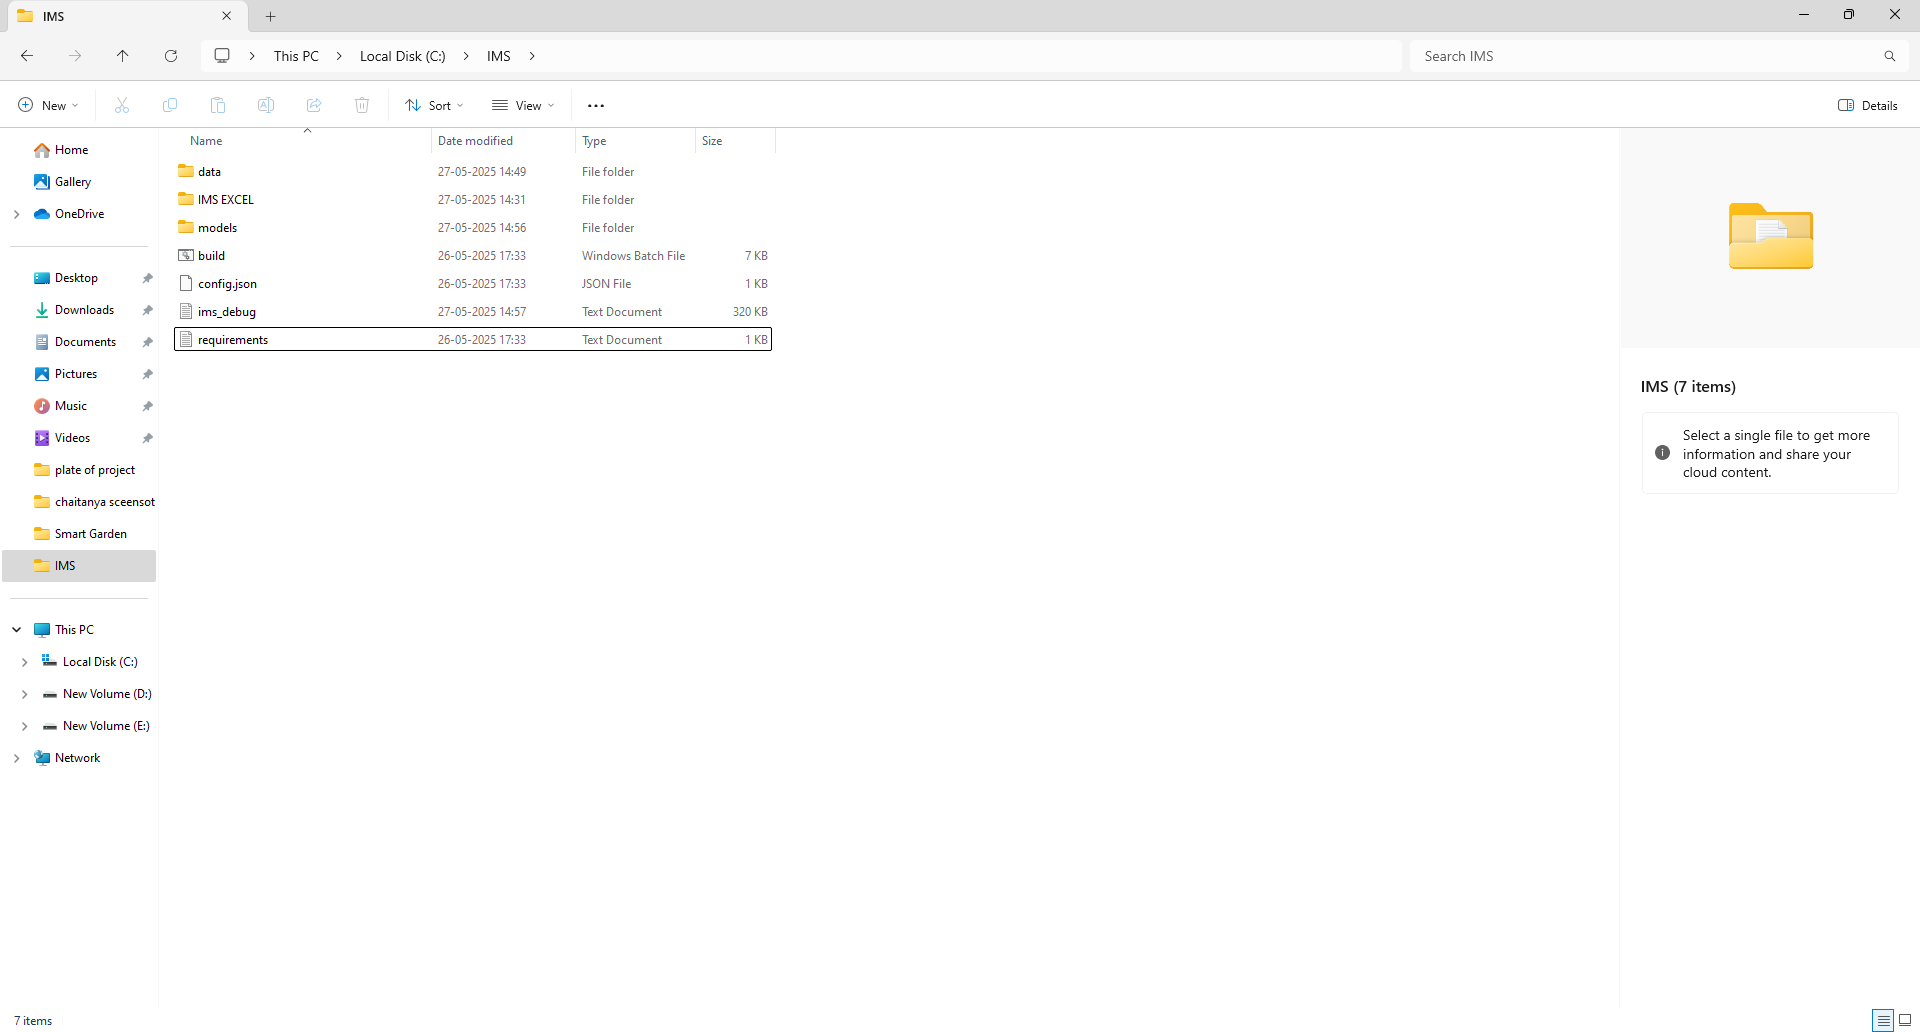 IMS
This PC
Local Disk (C:)
IMS
Search IMS
New
Sort
View
Details
Home
Gallery
OneDrive
Desktop
Downloads
Documents
Pictures
Music
Videos
plate of project
chaitanya sceensot
Smart Garden
IMS
This PC
Local Disk (C:)
New Volume (D:)
New Volume (E:)
Network
Name Date modified Type Size
data 27-05-2025 14:49 File folder
IMS EXCEL 27-05-2025 14:31 File folder
models 27-05-2025 14:56 File folder
build 26-05-2025 17:33 Windows Batch File 7 KB
config.json 26-05-2025 17:33 JSON File 1 KB
ims_debug 27-05-2025 14:57 Text Document 320 KB
requirements 26-05-2025 17:33 Text Document 1 KB
IMS (7 items)
Select a single file to get more
information and share your
cloud content.
7 items